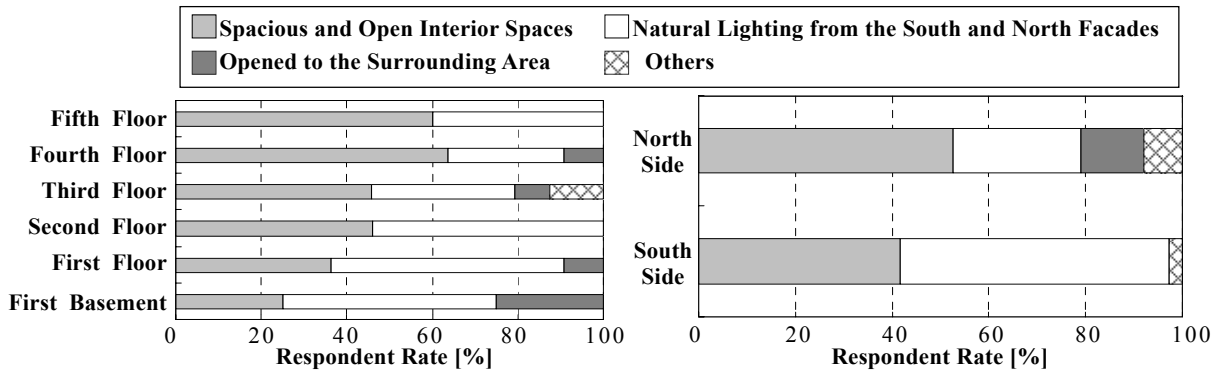 Spacious and Open Interior Spaces
Natural Lighting from the South and North Facades
Opened to the Surrounding Area
Others
Fifth Floor
Fourth Floor
Third Floor
Second Floor
First Floor
First Basement
0 20 40 60 80 100
Respondent Rate [%]
North
Side
South
Side
0 20 40 60 80 100
Respondent Rate [%]